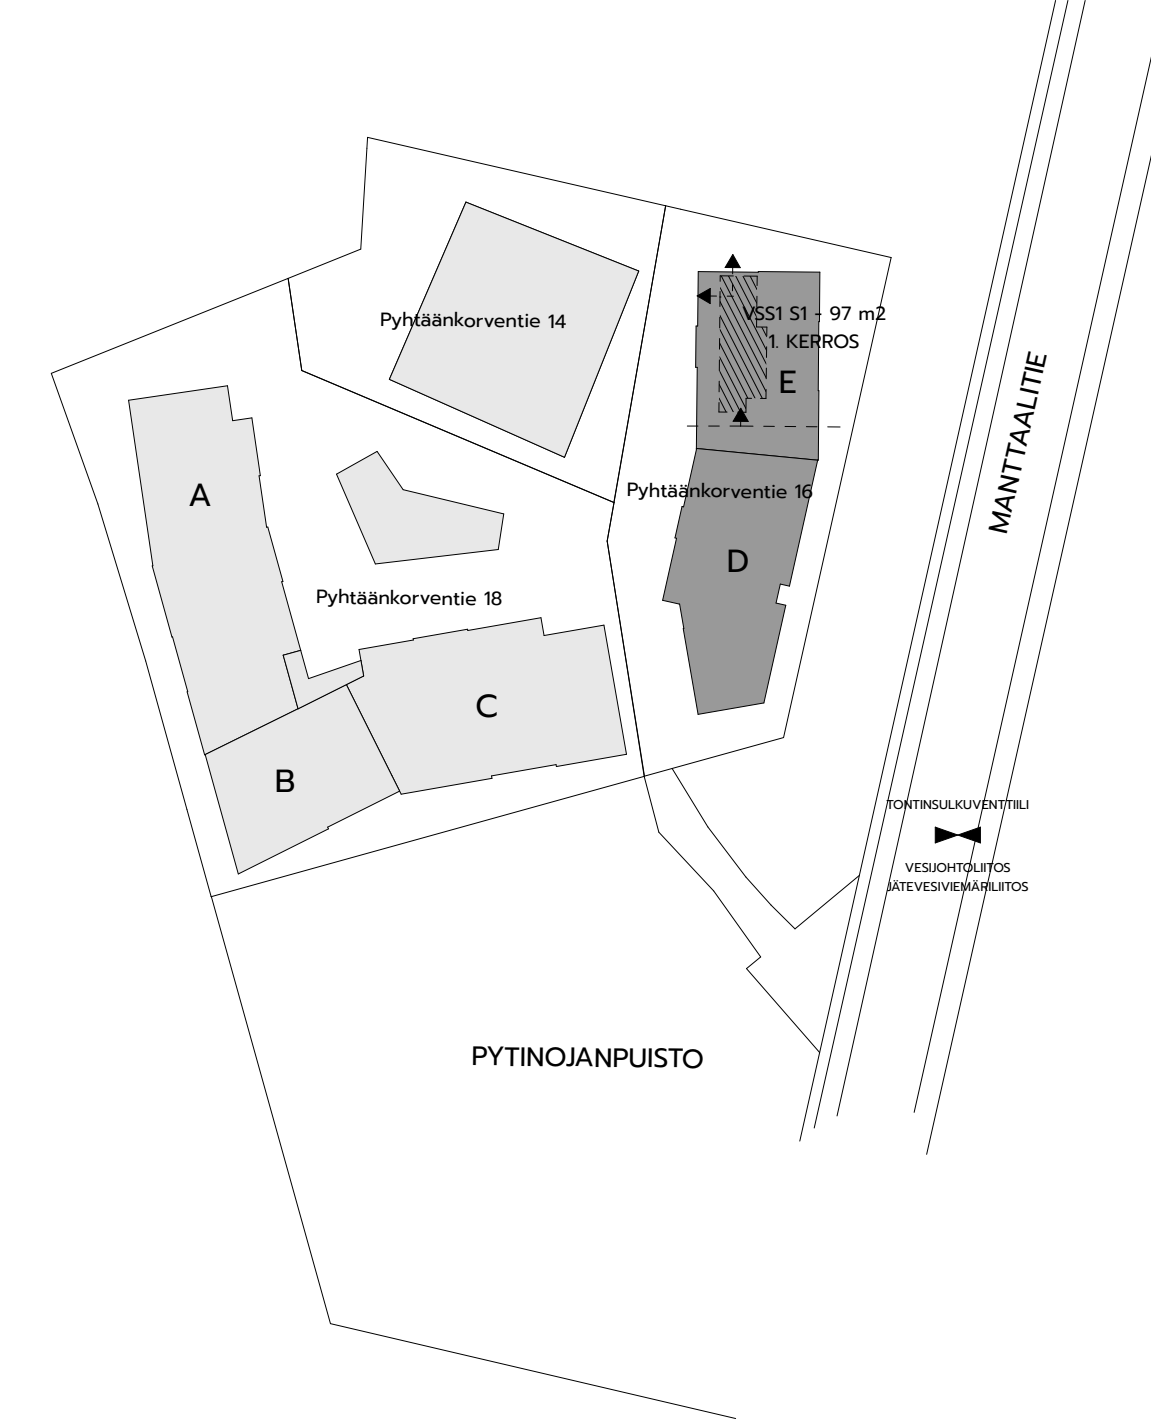 Pyhtäänkorventie 14
VSS1 S1 - 97 m2
1. KERROS
E
MANTTAALITIE
A
Pyhtäänkorventie 16
D
Pyhtäänkorventie 18
C
B
TONTINSULKUVENTTIILI
VESIJOHTOLIITOS
JÄTEVESIVIEMÄRILIITOS
PYTINOJANPUISTO